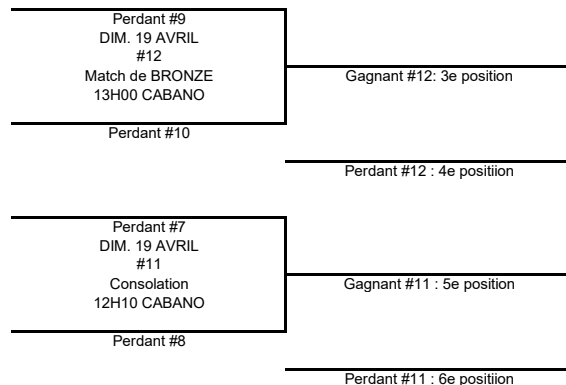 Perdant #9
DIM. 19 AVRIL
#12
Match de BRONZE
13H00 CABANO
Gagnant #12: 3e position
Perdant #10
Perdant #12 : 4e positiion
Perdant #7
DIM. 19 AVRIL
#11
Consolation
12H10 CABANO
Gagnant #11 : 5e position
Perdant #8
Perdant #11 : 6e positiion